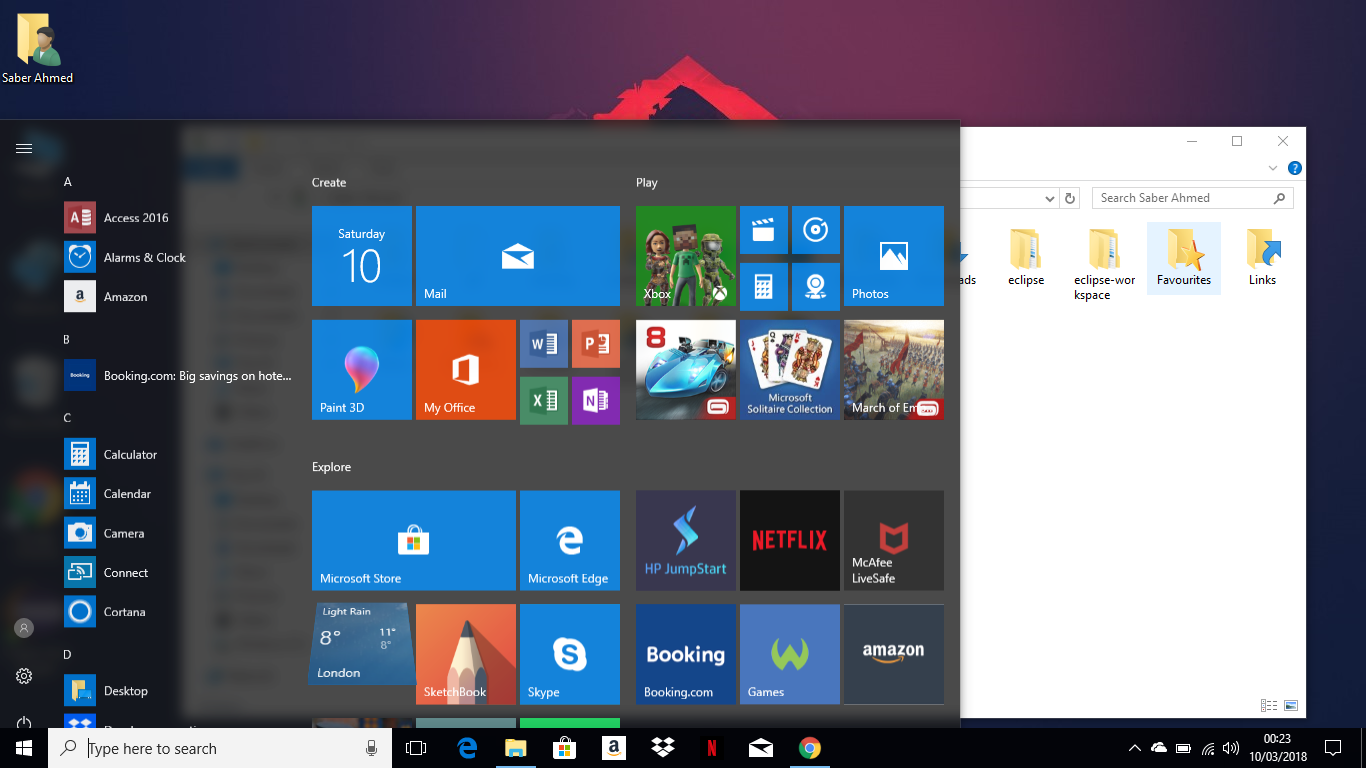 Saber Ahmed
A
Access 2016
Alarms & Clock
a
Amazon
B
Booking
Booking.com: Big savings on hote...
C
Calculator
Calendar
Camera
Connect
Cortana
D
Desktop
Create
Saturday
10
Mail
Paint 3D
My Office
W
P
X
N
Explore
Microsoft Store
Microsoft Edge
Light Rain
8°
11°
8°
London
SketchBook
Skype
Play
Xbox
Photos
8
Microsoft
Solitaire Collection
March of Em
HP JumpStart
NETFLIX
McAfee
LiveSafe
Booking
Booking.com
Games
amazon
Search Saber Ahmed
ads
eclipse
eclipse-wor
kspace
Favourites
Links
Type here to search
a
N
00:23
10/03/2018